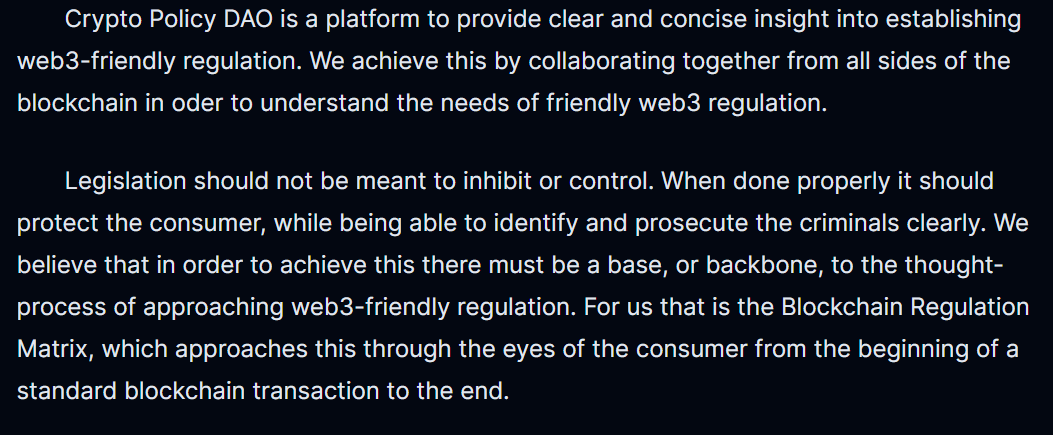 Crypto Policy DAO is a platform to provide clear and concise insight into establishing
web3-friendly regulation. We achieve this by collaborating together from all sides of the
blockchain in oder to understand the needs of friendly web3 regulation.
Legislation should not be meant to inhibit or control. When done properly it should
protect the consumer, while being able to identify and prosecute the criminals clearly. We
believe that in order to achieve this there must be a base, or backbone, to the thought-
process of approaching web3-friendly regulation. For us that is the Blockchain Regulation
Matrix, which approaches this through the eyes of the consumer from the beginning of a
standard blockchain transaction to the end.